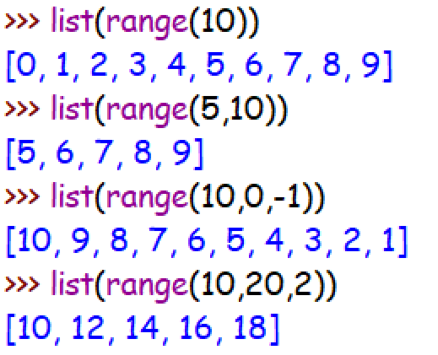 >>> list(range(10))
[0, 1, 2, 3, 4, 5, 6, 7, 8, 9]
>>> list(range(5,10))
[5, 6, 7, 8, 9]
>>> list(range(10,0,-1))
[10, 9, 8, 7, 6, 5, 4, 3, 2, 1]
>>> list(range(10,20,2))
[10, 12, 14, 16, 18]